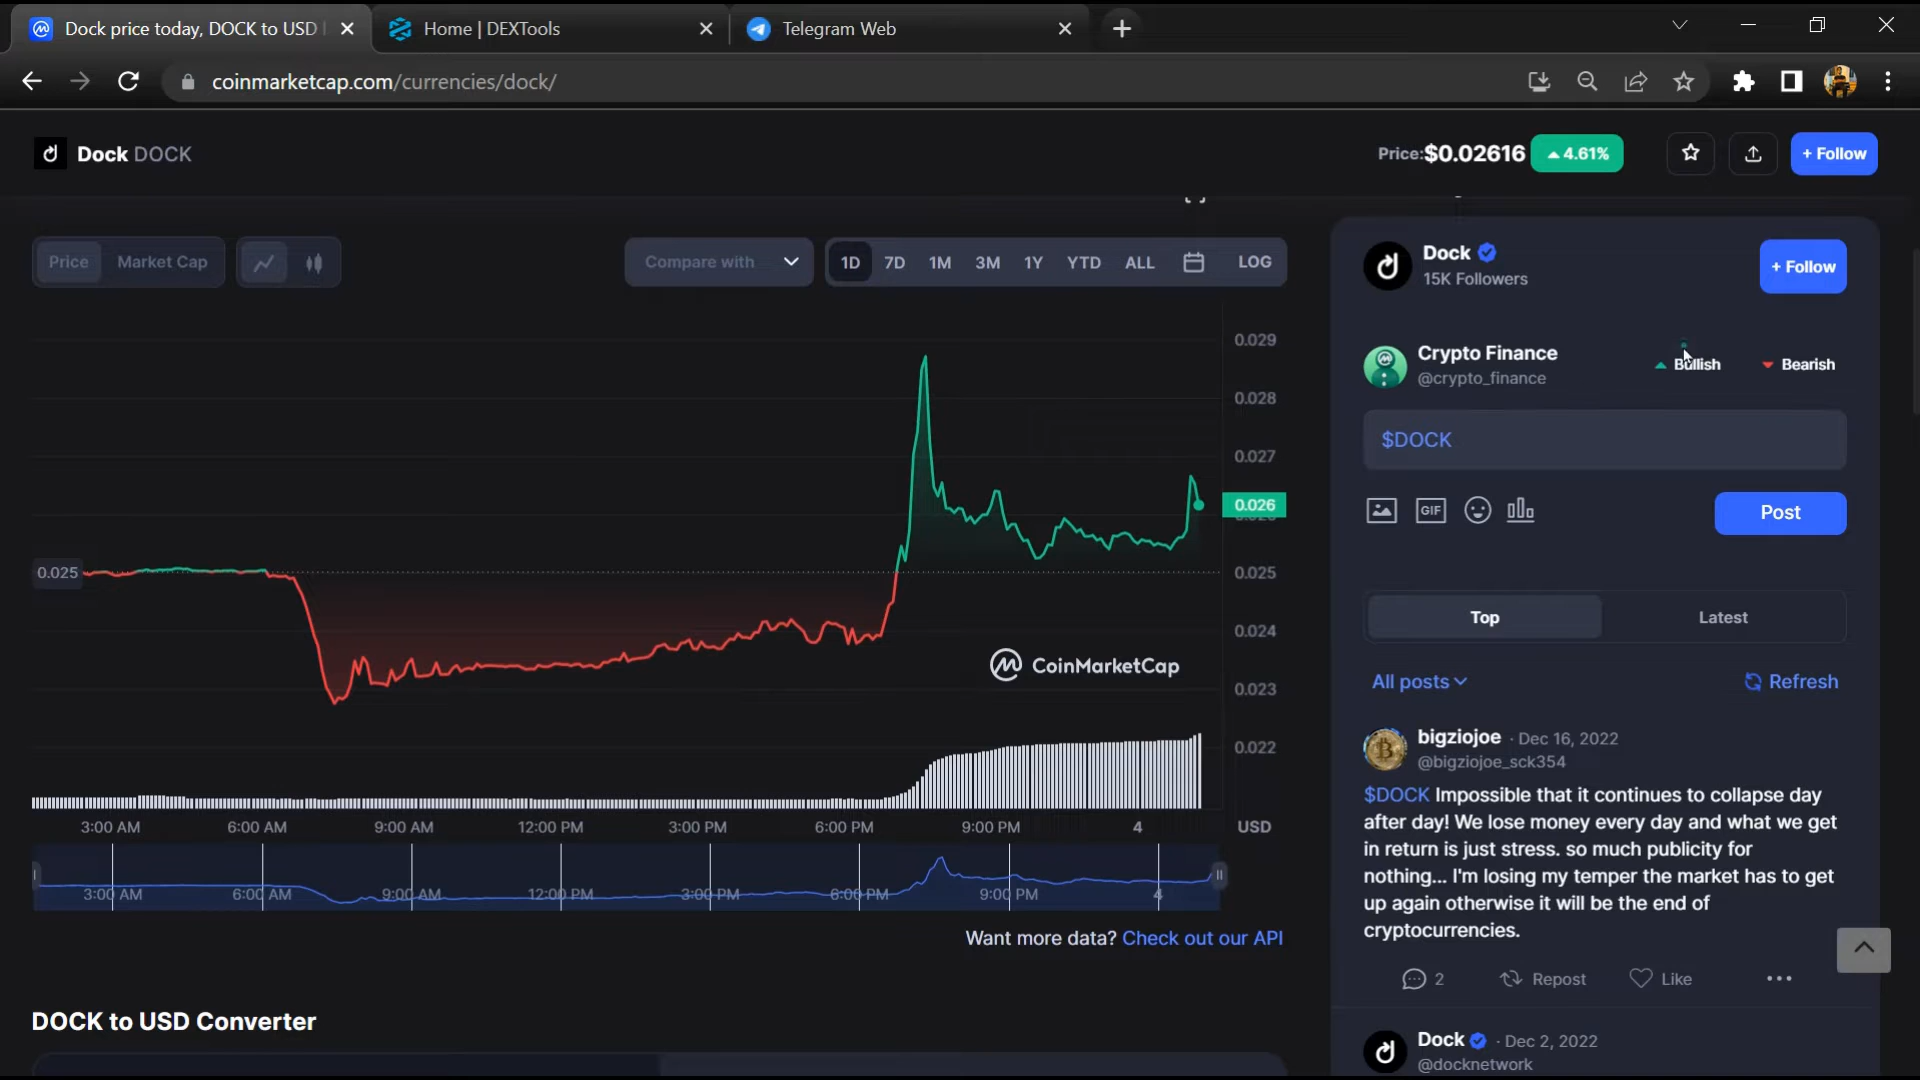 Dock price today, DOCK to USD
Home | DEXTools
Telegram Web
coinmarketcap.com/currencies/dock/
Dock DOCK
Price:$0.02616
4.61%
+ Follow
Price
Market Cap
Compare with
1D
7D
1M
3M
1Y
YTD
ALL
LOG
0.029
0.028
0.027
0.026
0.025
0.025
0.024
0.023
0.022
CoinMarketCap
3:00 AM
6:00 AM
9:00 AM
12:00 PM
3:00 PM
6:00 PM
9:00 PM
4
USD
3:00 AM
6:00 AM
9:00 AM
12:00 PM
3:00 PM
6:00 PM
9:00 PM
4
Want more data? Check out our API
DOCK to USD Converter
Dock
15K Followers
+ Follow
Crypto Finance
@crypto_finance
Bullish
Bearish
$DOCK
GIF
Post
Top
Latest
All posts
Refresh
bigziojoe · Dec 16, 2022
@bigziojoe_sck354
$DOCK Impossible that it continues to collapse day
after day! We lose money every day and what we get
in return is just stress. so much publicity for
nothing... I'm losing my temper the market has to get
up again otherwise it will be the end of
cryptocurrencies.
2
Repost
Like
Dock · Dec 2, 2022
@docknetwork